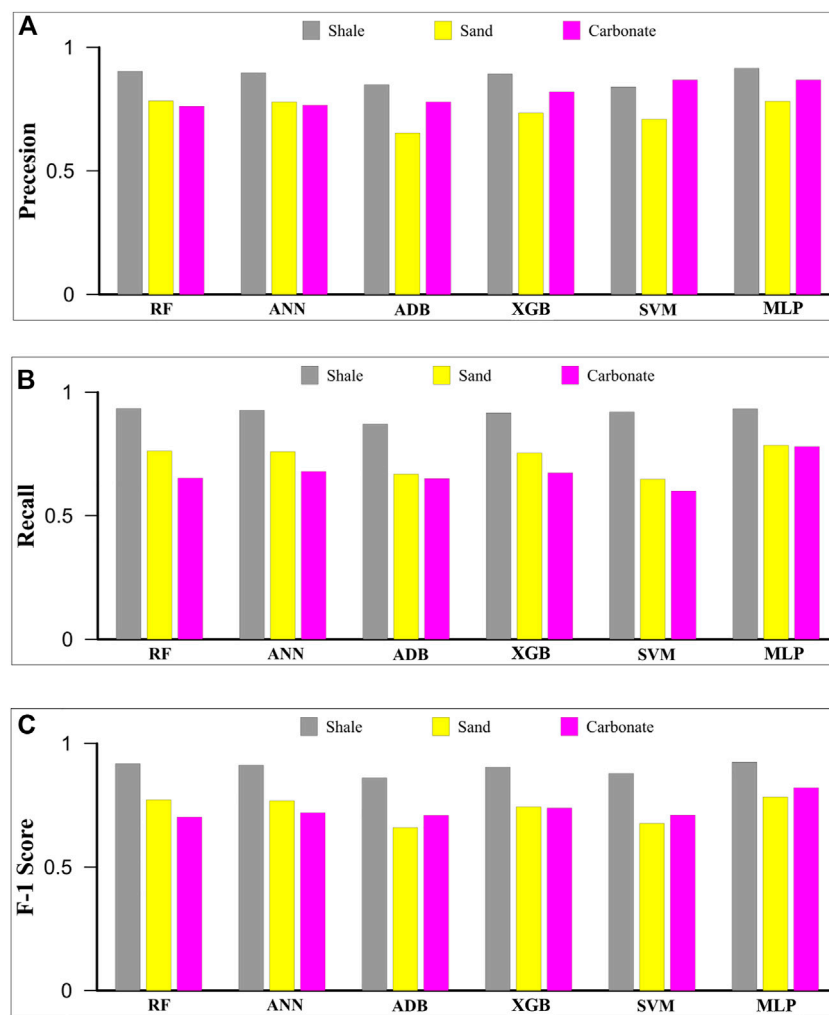 A
Shale Sand Carbonate
1
0.5
0
Precesion
RF ANN ADB XGB SVM MLP
B
Shale Sand Carbonate
1
0.5
0
Recall
RF ANN ADB XGB SVM MLP
C
Shale Sand Carbonate
1
0.5
0
F-1 Score
RF ANN ADB XGB SVM MLP